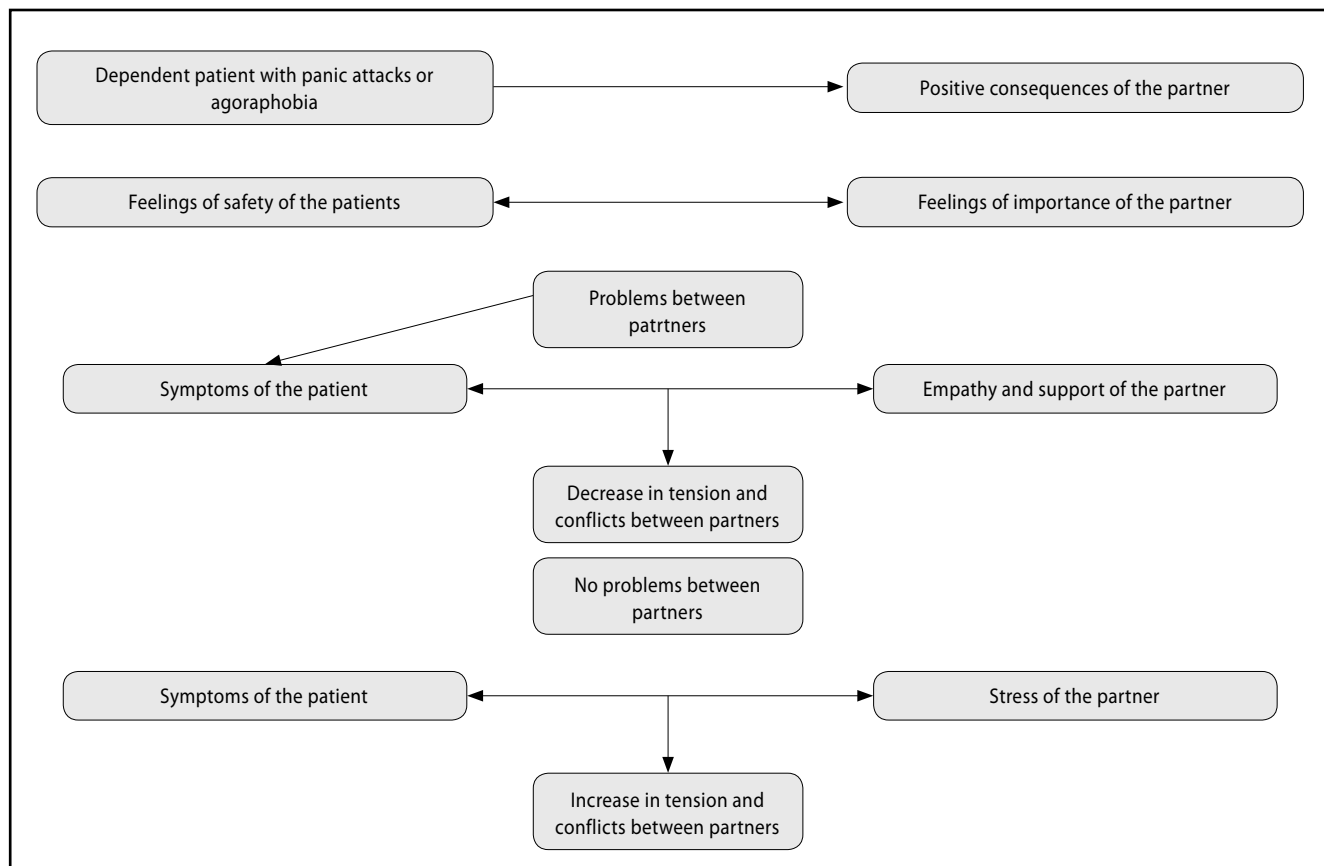 Dependent patient with panic attacks or
agoraphobia
Positive consequences of the partner
Feelings of safety of the patients
Feelings of importance of the partner
Problems between
patrtners
Symptoms of the patient
Empathy and support of the partner
Decrease in tension and
conflicts between partners
No problems between
partners
Symptoms of the patient
Stress of the partner
Increase in tension and
conflicts between partners